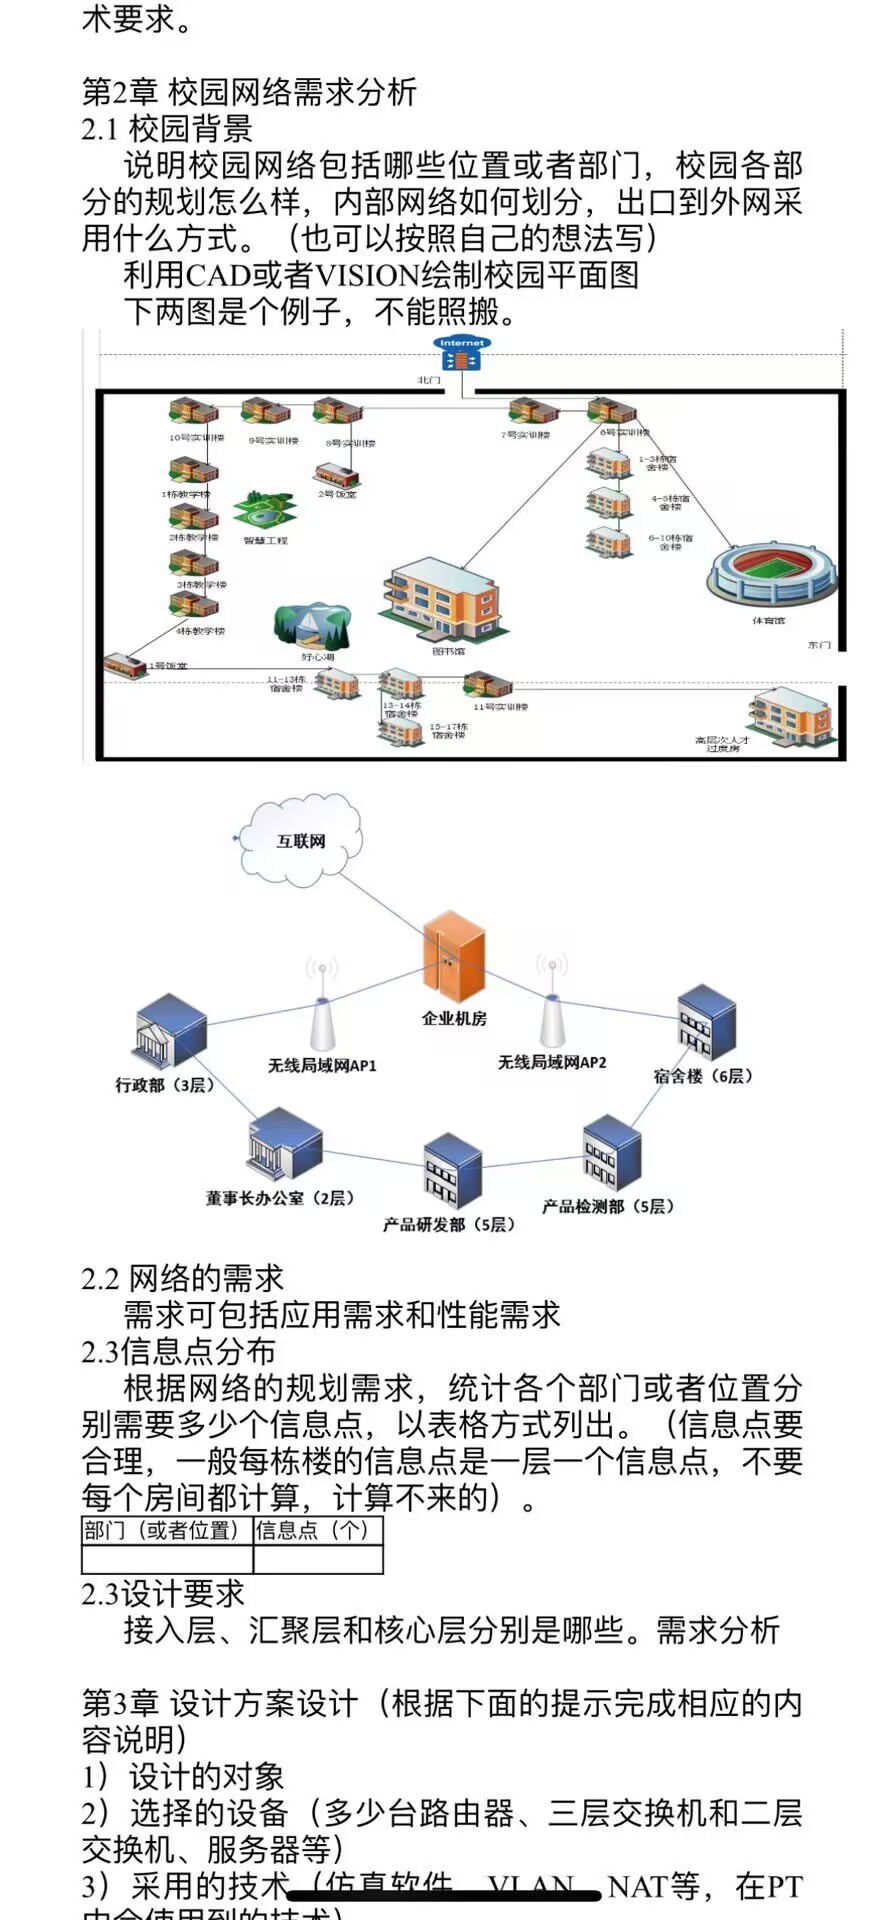 术要求。
第2章 校园网络需求分析
2.1 校园背景
说明校园网络包括哪些位置或者部门，校园各部
分的规划怎么样，内部网络如何划分，出口到外网采
用什么方式。（也可以按照自己的想法写）
利用CAD或者VISION绘制校园平面图
下两图是个例子，不能照搬。
Internet
北门
10号实训楼
9号实训楼
8号实训楼
7号实训楼
6号实训楼
1-3栋宿
舍楼
1栋教学楼
2号饭堂
4-5栋宿
舍楼
2栋教学楼
智慧工程
6-10栋宿
舍楼
3栋教学楼
体育馆
4栋教学楼
东门
好心湖
图书馆
1号饭堂
11-13栋
宿舍楼
13-14栋
宿舍楼
11号实训楼
15-17栋
宿舍楼
高层次人才
过度房
互联网
企业机房
无线局域网AP1
无线局域网AP2
行政部（3层）
宿舍楼（6层）
董事长办公室（2层）
产品研发部（5层）
产品检测部（5层）
2.2 网络的需求
需求可包括应用需求和性能需求
2.3信息点分布
根据网络的规划需求，统计各个部门或者位置分
别需要多少个信息点，以表格方式列出。（信息点要
合理，一般每栋楼的信息点是一层一个信息点，不要
每个房间都计算，计算不来的）。
部门（或者位置） 信息点（个）
2.3设计要求
接入层、汇聚层和核心层分别是哪些。需求分析
第3章 设计方案设计（根据下面的提示完成相应的内
容说明）
1）设计的对象
2）选择的设备（多少台路由器、三层交换机和二层
交换机、服务器等）
3）采用的技术（仿真软件、VLAN、NAT等，在PT